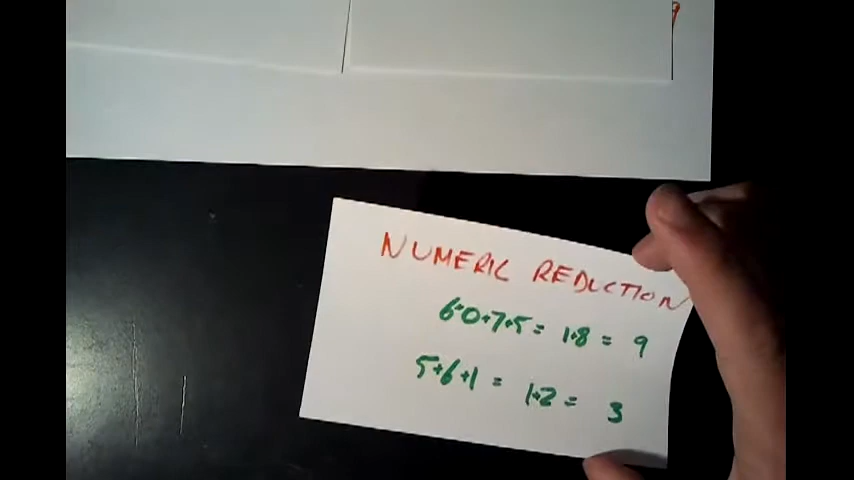 NUMERIC REDUCTION
6+0+7+5 = 1+8 = 9
5+6+1 = 1+2 = 3